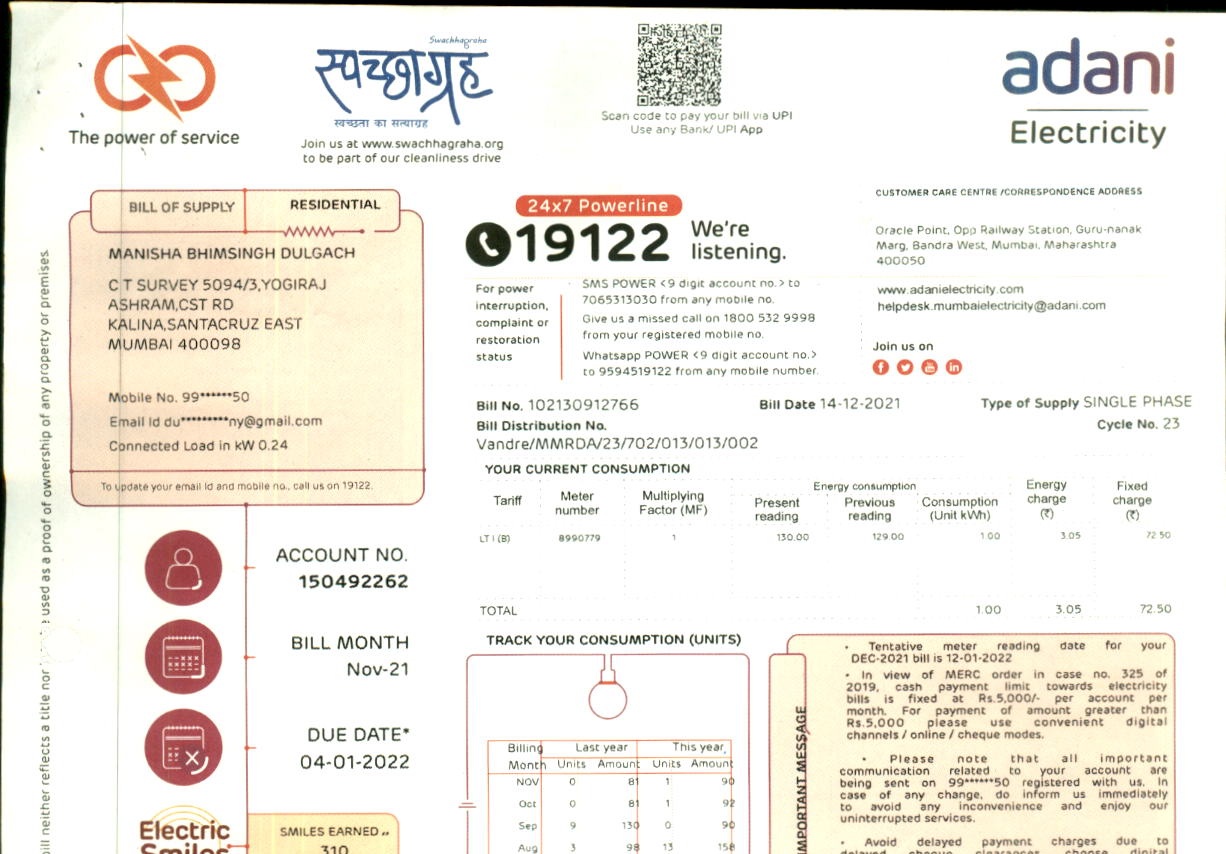 The power of service
Swachhagraha
स्वच्छाग्रह
स्वच्छता का सत्याग्रह
Join us at www.swachhagraha.org
to be part of our cleanliness drive
Scan code to pay your bill via UPI
Use any Bank/ UPI App
adani
Electricity
BILL OF SUPPLY RESIDENTIAL
MANISHA BHIMSINGH DULGACH
C T SURVEY 5094/3,YOGIRAJ
ASHRAM,CST RD
KALINA,SANTACRUZ EAST
MUMBAI 400098
Mobile No. 99******50
Email Id du*********ny@gmail.com
Connected Load in kW 0.24
To update your email Id and mobile no., call us on 19122.
24x7 Powerline
19122 We're
listening.
For power
interruption,
complaint or
restoration
status
SMS POWER <9 digit account no.> to
7065313030 from any mobile no.
Give us a missed call on 1800 532 9998
from your registered mobile no.
Whatsapp POWER <9 digit account no.>
to 9594519122 from any mobile number.
CUSTOMER CARE CENTRE /CORRESPONDENCE ADDRESS
Oracle Point, Opp Railway Station, Guru-nanak
Marg, Bandra West, Mumbai, Maharashtra
400050
www.adanielectricity.com
helpdesk.mumbaielectricity@adani.com
Join us on
Bill No. 102130912766 Bill Date 14-12-2021 Type of Supply SINGLE PHASE
Bill Distribution No. Cycle No. 23
Vandre/MMRDA/23/702/013/013/002
YOUR CURRENT CONSUMPTION
Energy consumption
Tariff Meter number Multiplying Factor (MF) Present reading Previous reading Consumption (Unit kWh) Energy charge (₹) Fixed charge (₹)
LT I (B) 8990779 1 130.00 129.00 1.00 3.05 72.50
TOTAL 1.00 3.05 72.50
ACCOUNT NO.
150492262
BILL MONTH
Nov-21
DUE DATE*
04-01-2022
Electric
Smiles
SMILES EARNED
310
TRACK YOUR CONSUMPTION (UNITS)
Billing Last year This year
Month Units Amount Units Amount
NOV 0 81 1 90
Oct 0 81 1 92
Sep 9 130 0 90
Aug 3 98 13 158
IMPORTANT MESSAGE
• Tentative meter reading date for your
DEC-2021 bill is 12-01-2022
• In view of MERC order in case no. 325 of
2019, cash payment limit towards electricity
bills is fixed at Rs.5,000/- per account per
month. For payment of amount greater than
Rs.5,000 please use convenient digital
channels / online / cheque modes.
• Please note that all important
communication related to your account are
being sent on 99******50 registered with us. In
case of any change, do inform us immediately
to avoid any inconvenience and enjoy our
uninterrupted services.
• Avoid delayed payment charges due to
delayed cheque clearances choose digital
bill neither reflects a title nor used as a proof of ownership of any property or premises.